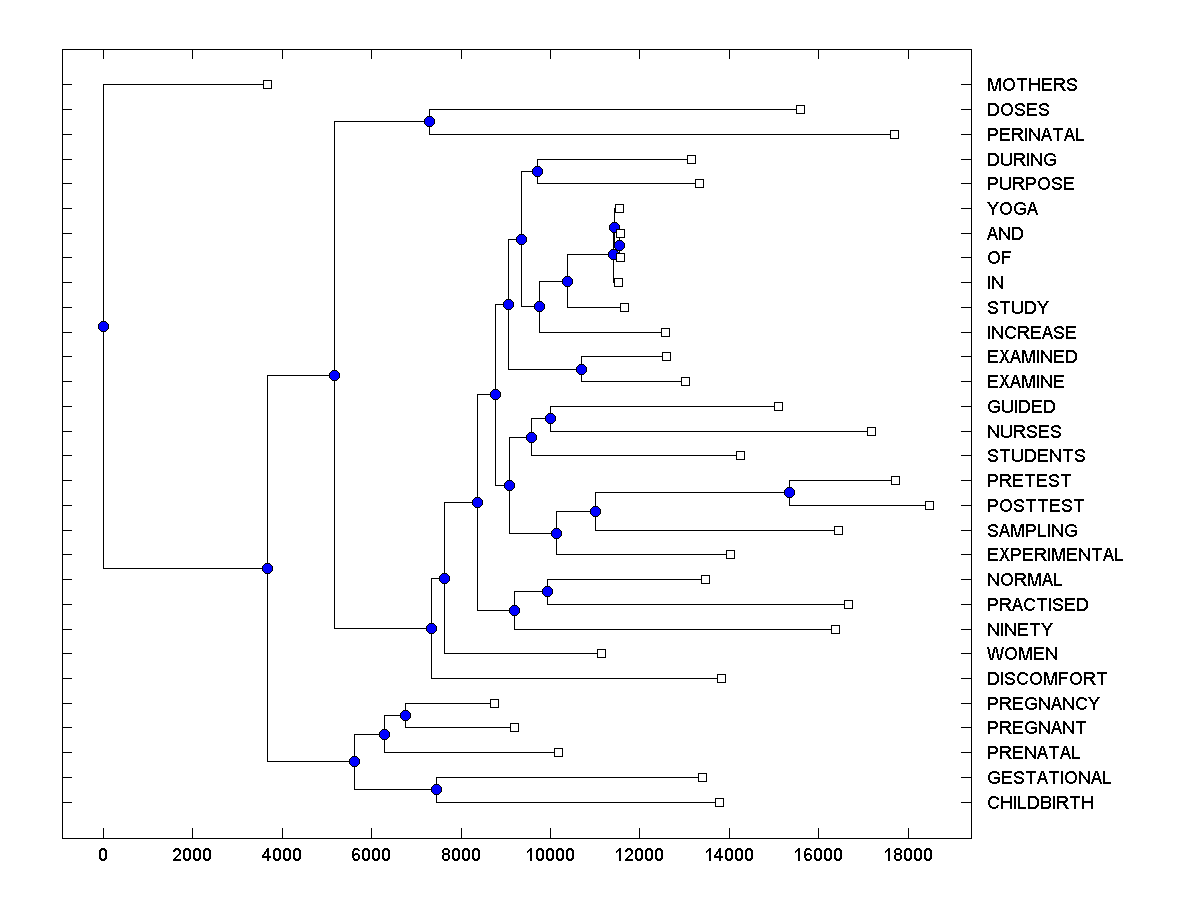 MOTHERS
DOSES
PERINATAL
DURING
PURPOSE
YOGA
AND
OF
IN
STUDY
INCREASE
EXAMINED
EXAMINE
GUIDED
NURSES
STUDENTS
PRETEST
POSTTEST
SAMPLING
EXPERIMENTAL
NORMAL
PRACTISED
NINETY
WOMEN
DISCOMFORT
PREGNANCY
PREGNANT
PRENATAL
GESTATIONAL
CHILDBIRTH
0 2000 4000 6000 8000 10000 12000 14000 16000 18000